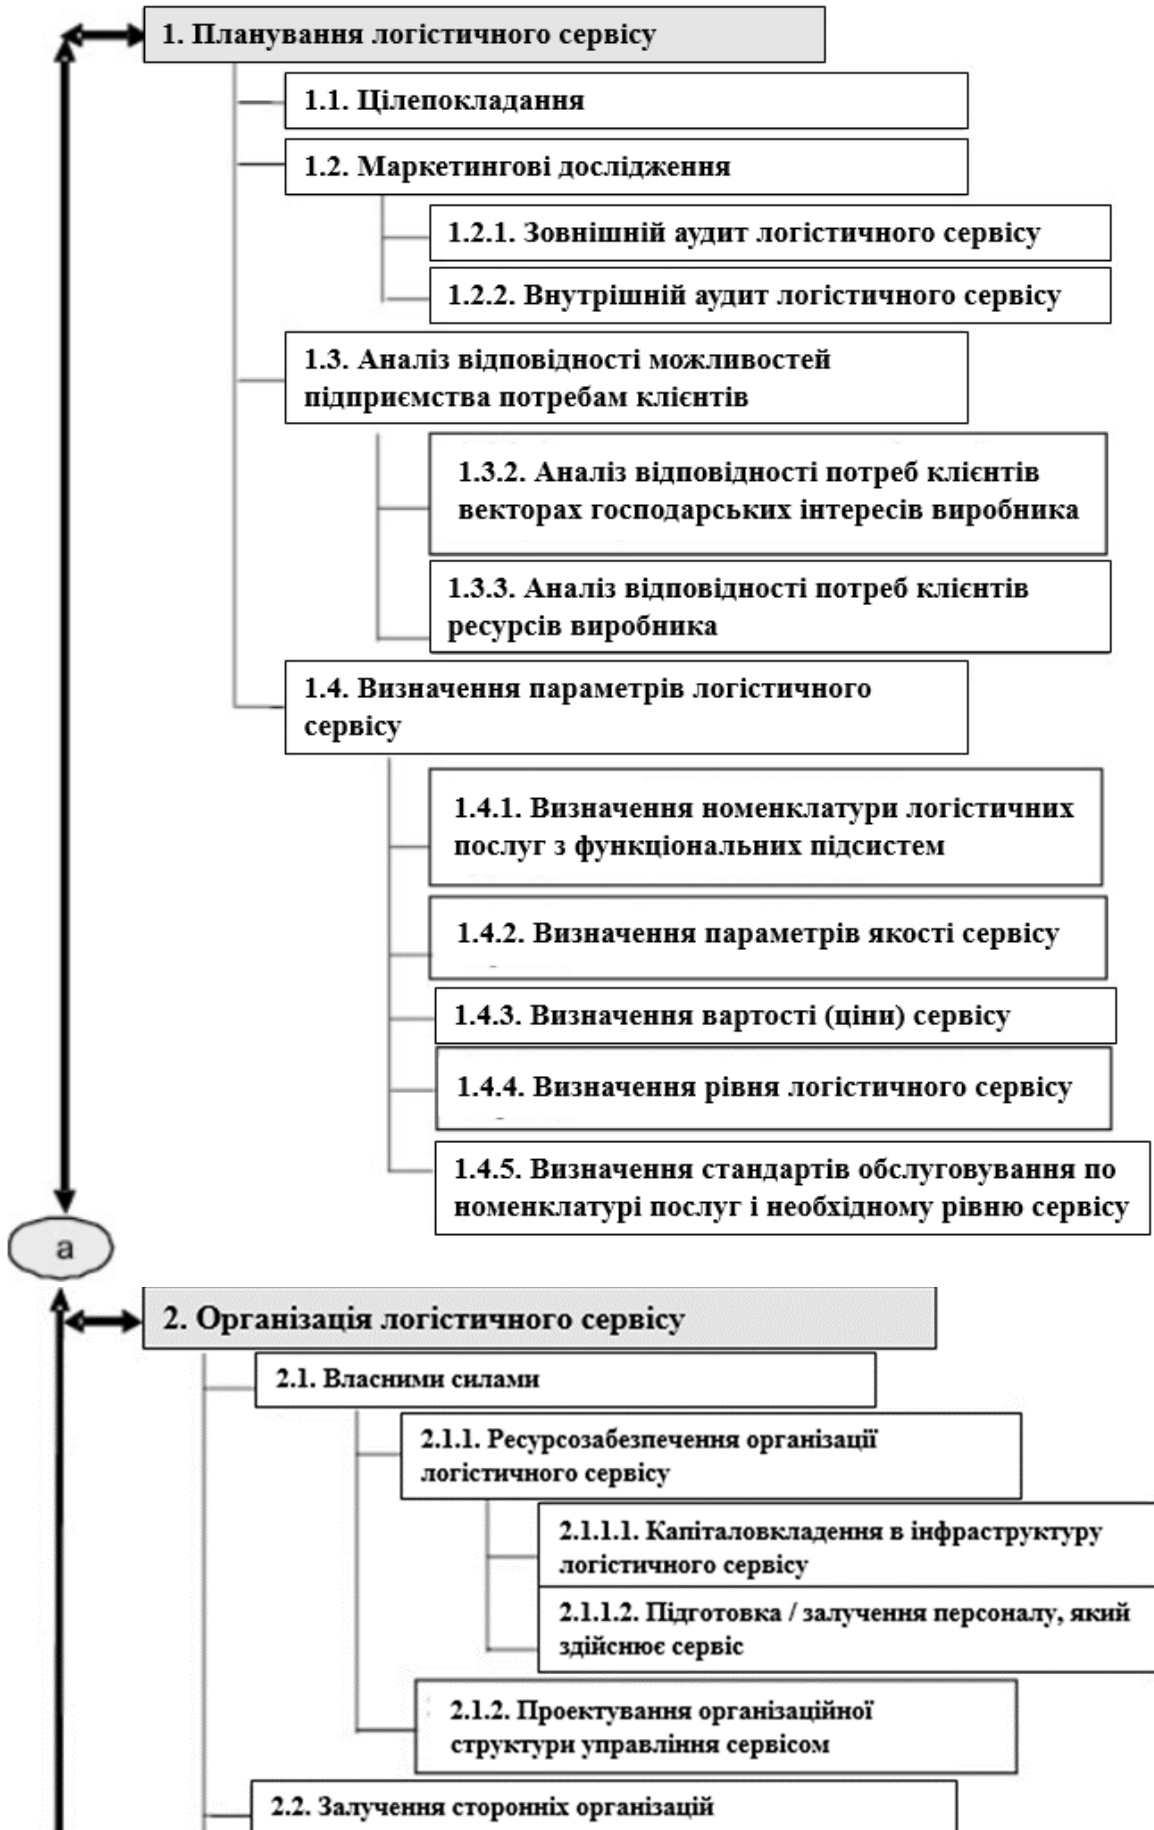 1. Планування логістичного сервісу
1.1. Цілепокладання
1.2. Маркетингові дослідження
1.2.1. Зовнішній аудит логістичного сервісу
1.2.2. Внутрішній аудит логістичного сервісу
1.3. Аналіз відповідності можливостей
підприємства потребам клієнтів
1.3.2. Аналіз відповідності потреб клієнтів
векторах господарських інтересів виробника
1.3.3. Аналіз відповідності потреб клієнтів
ресурсів виробника
1.4. Визначення параметрів логістичного
сервісу
1.4.1. Визначення номенклатури логістичних
послуг з функціональних підсистем
1.4.2. Визначення параметрів якості сервісу
1.4.3. Визначення вартості (ціни) сервісу
1.4.4. Визначення рівня логістичного сервісу
1.4.5. Визначення стандартів обслуговування по
номенклатурі послуг і необхідному рівню сервісу
а
2. Організація логістичного сервісу
2.1. Власними силами
2.1.1. Ресурсозабезпечення організації
логістичного сервісу
2.1.1.1. Капіталовкладення в інфраструктуру
логістичного сервісу
2.1.1.2. Підготовка / залучення персоналу, який
здійснює сервіс
2.1.2. Проектування організаційної
структури управління сервісом
2.2. Залучення сторонніх організацій